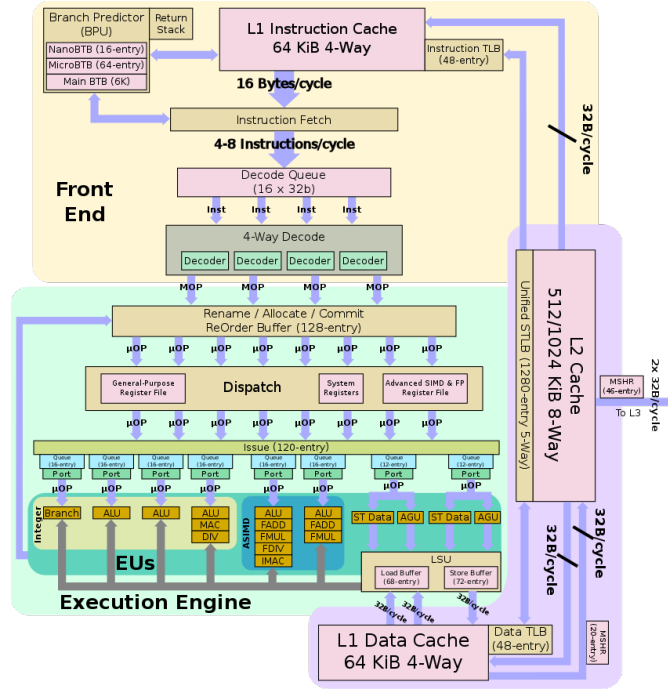 Branch Predictor
(BPU)
Return
Stack
NanoBTB (16-entry)
MicroBTB (64-entry)
Main BTB (6K)
L1 Instruction Cache
64 KiB 4-Way
Instruction TLB
(48-entry)
16 Bytes/cycle
Instruction Fetch
4-8 Instructions/cycle
32B/cycle
Decode Queue
(16 x 32b)
Front
End
Inst Inst Inst Inst
4-Way Decode
Decoder Decoder Decoder Decoder
MOP MOP MOP MOP
Rename / Allocate / Commit
ReOrder Buffer (128-entry)
µOP µOP µOP µOP µOP µOP µOP µOP
General-Purpose
Register File
Dispatch
System
Registers
Advanced SIMD & FP
Register File
µOP µOP µOP µOP µOP µOP µOP µOP
Issue (120-entry)
Queue
(16-entry)
Queue
(16-entry)
Queue
(16-entry)
Queue
(16-entry)
Queue
(16-entry)
Queue
(16-entry)
Queue
(12-entry)
Queue
(12-entry)
Port Port Port Port Port Port Port Port
µOP µOP µOP µOP µOP µOP µOP µOP
Integer
Branch
ALU
ALU
ALU
MAC
DIV
ASIMD
ALU
FADD
FMUL
FDIV
IMAC
ALU
FADD
FMUL
ST Data
AGU
ST Data
AGU
EUs
LSU
Load Buffer
(68-entry)
Store Buffer
(72-entry)
Execution Engine
32B/cycle
32B/cycle
32B/cycle
L1 Data Cache
64 KiB 4-Way
Data TLB
(48-entry)
MSHR
(20-entry)
32B/cycle
32B/cycle
Unified STLB (1280-entry 5-Way)
L2 Cache
512/1024 KiB 8-Way
MSHR
(46-entry)
To L3
2x 32B/cycle